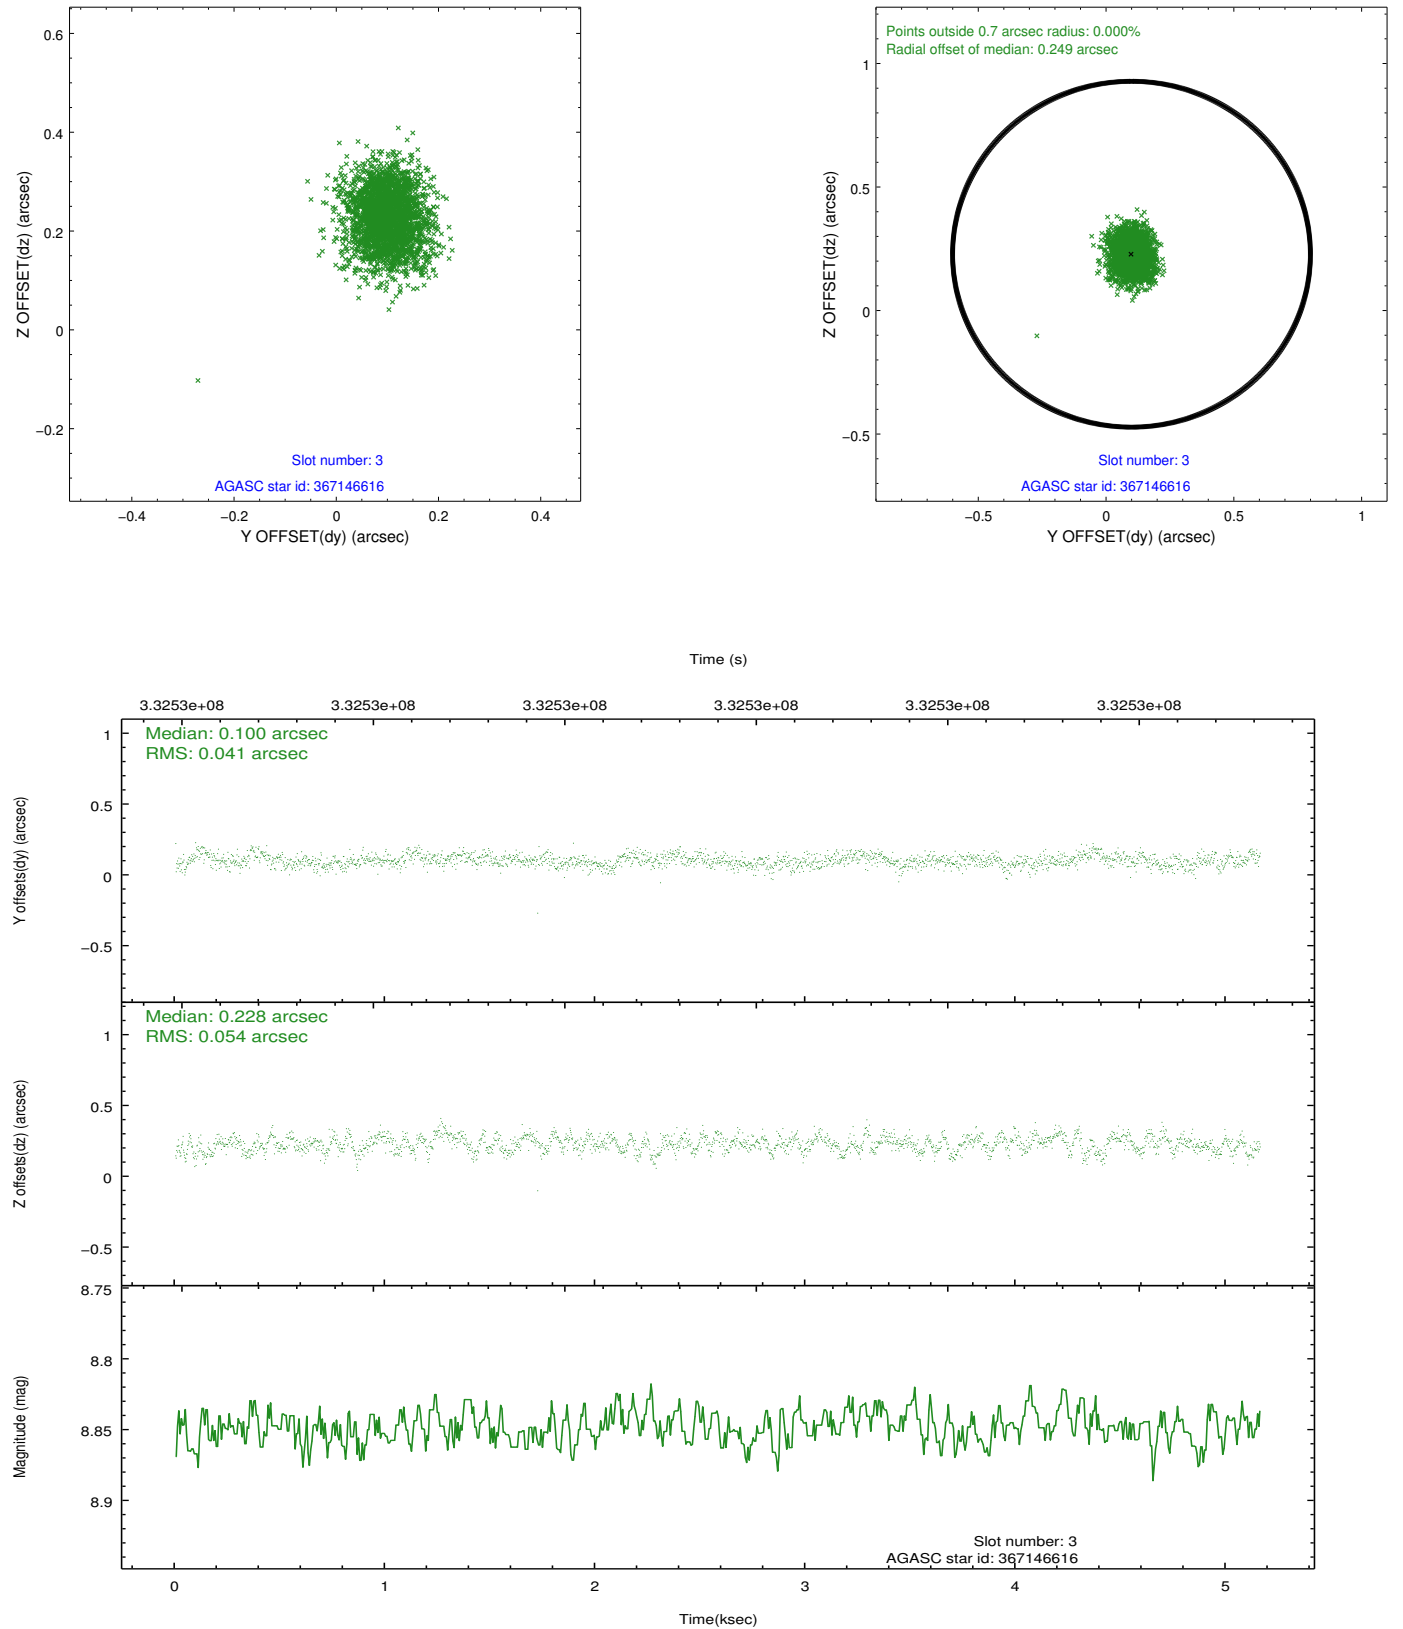 0.6
0.4
0.2
0
−0.2
Z OFFSET(dz) (arcsec)
Slot number: 3
AGASC star id: 367146616
−0.4 −0.2 0 0.2 0.4
Y OFFSET(dy) (arcsec)
Points outside 0.7 arcsec radius: 0.000%
Radial offset of median: 0.249 arcsec
1
0.5
0
−0.5
Z OFFSET(dz) (arcsec)
Slot number: 3
AGASC star id: 367146616
−0.5 0 0.5 1
Y OFFSET(dy) (arcsec)
Time (s)
3.3253e+08 3.3253e+08 3.3253e+08 3.3253e+08 3.3253e+08 3.3253e+08
Median: 0.100 arcsec
RMS: 0.041 arcsec
1
0.5
0
−0.5
Y offsets(dy) (arcsec)
Median: 0.228 arcsec
RMS: 0.054 arcsec
1
0.5
0
−0.5
Z offsets(dz) (arcsec)
8.75
8.8
8.85
8.9
Magnitude (mag)
Slot number: 3
AGASC star id: 367146616
0 1 2 3 4 5
Time(ksec)